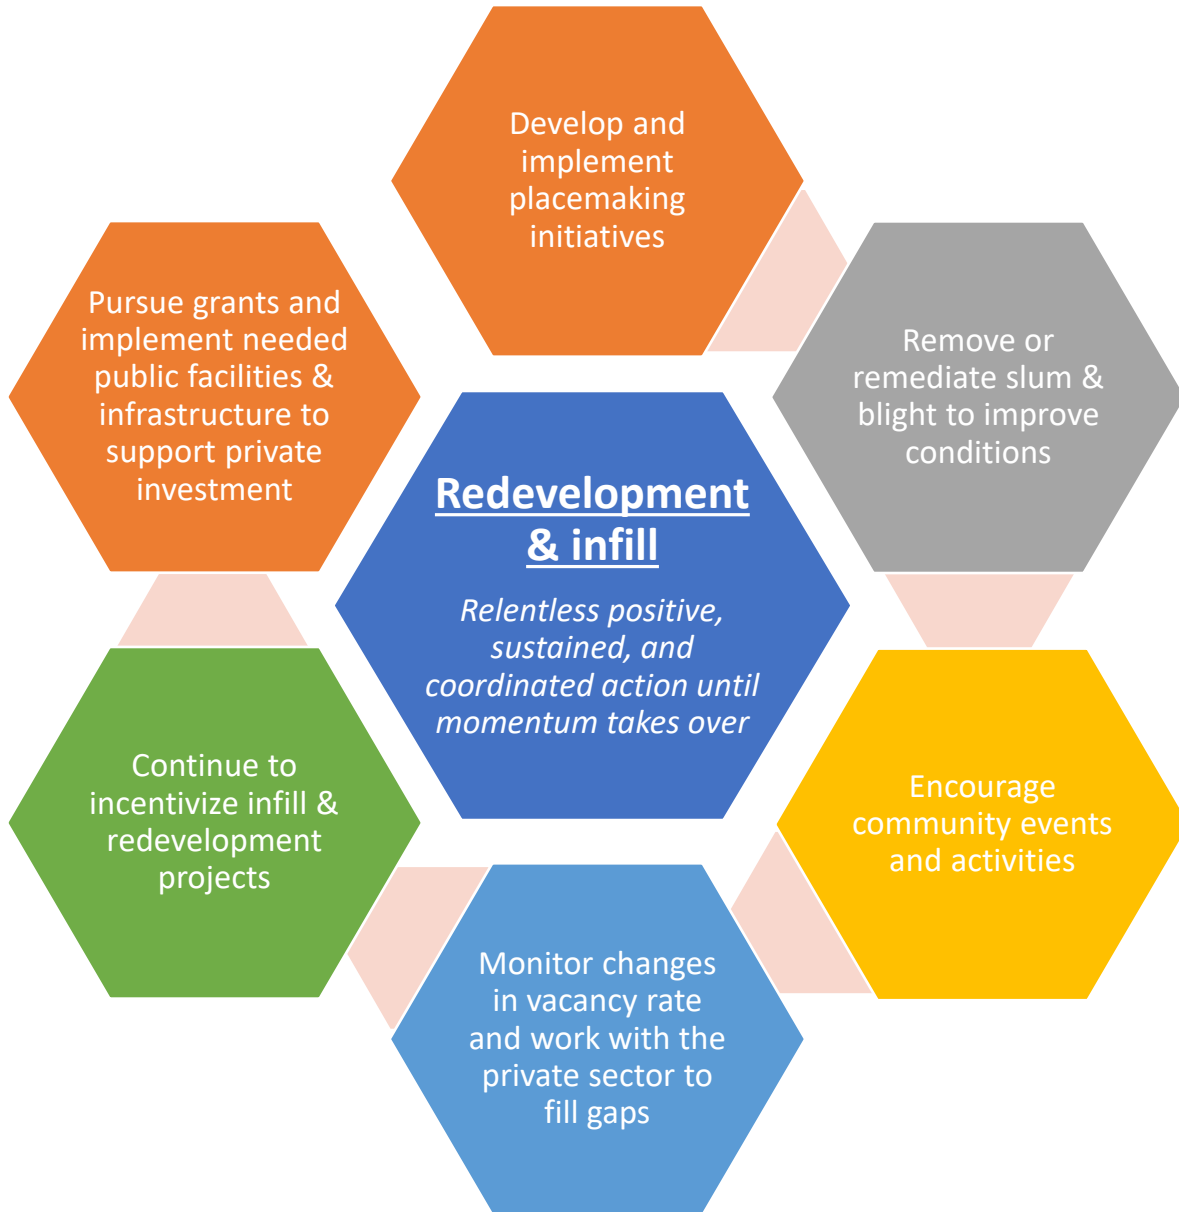 Develop and
implement
placemaking
initiatives
Remove or
remediate slum &
blight to improve
conditions
Encourage
community events
and activities
Monitor changes
in vacancy rate
and work with the
private sector to
fill gaps
Continue to
incentivize infill &
redevelopment
projects
Pursue grants and
implement needed
public facilities &
infrastructure to
support private
investment
Redevelopment
& infill
Relentless positive,
sustained, and
coordinated action until
momentum takes over